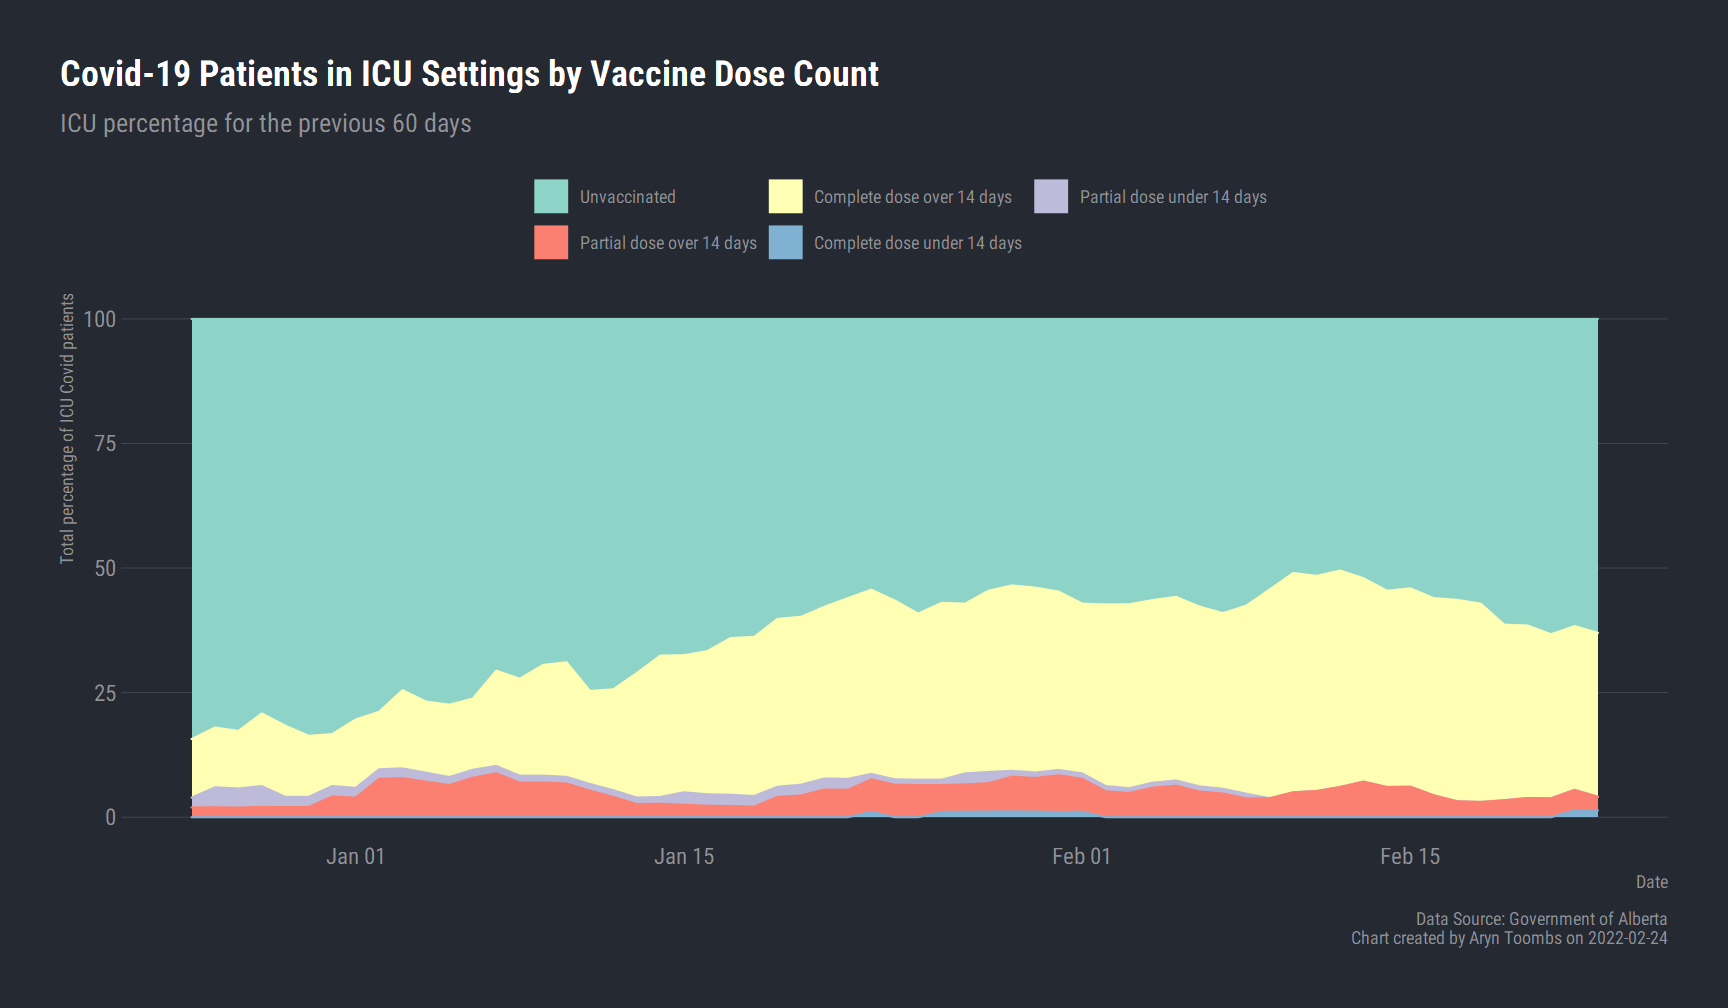 Covid-19 Patients in ICU Settings by Vaccine Dose Count
ICU percentage for the previous 60 days
Unvaccinated
Complete dose over 14 days
Partial dose under 14 days
Partial dose over 14 days
Complete dose under 14 days
Total percentage of ICU Covid patients
100
75
50
25
0
Jan 01
Jan 15
Feb 01
Feb 15
Date
Data Source: Government of Alberta
Chart created by Aryn Toombs on 2022-02-24